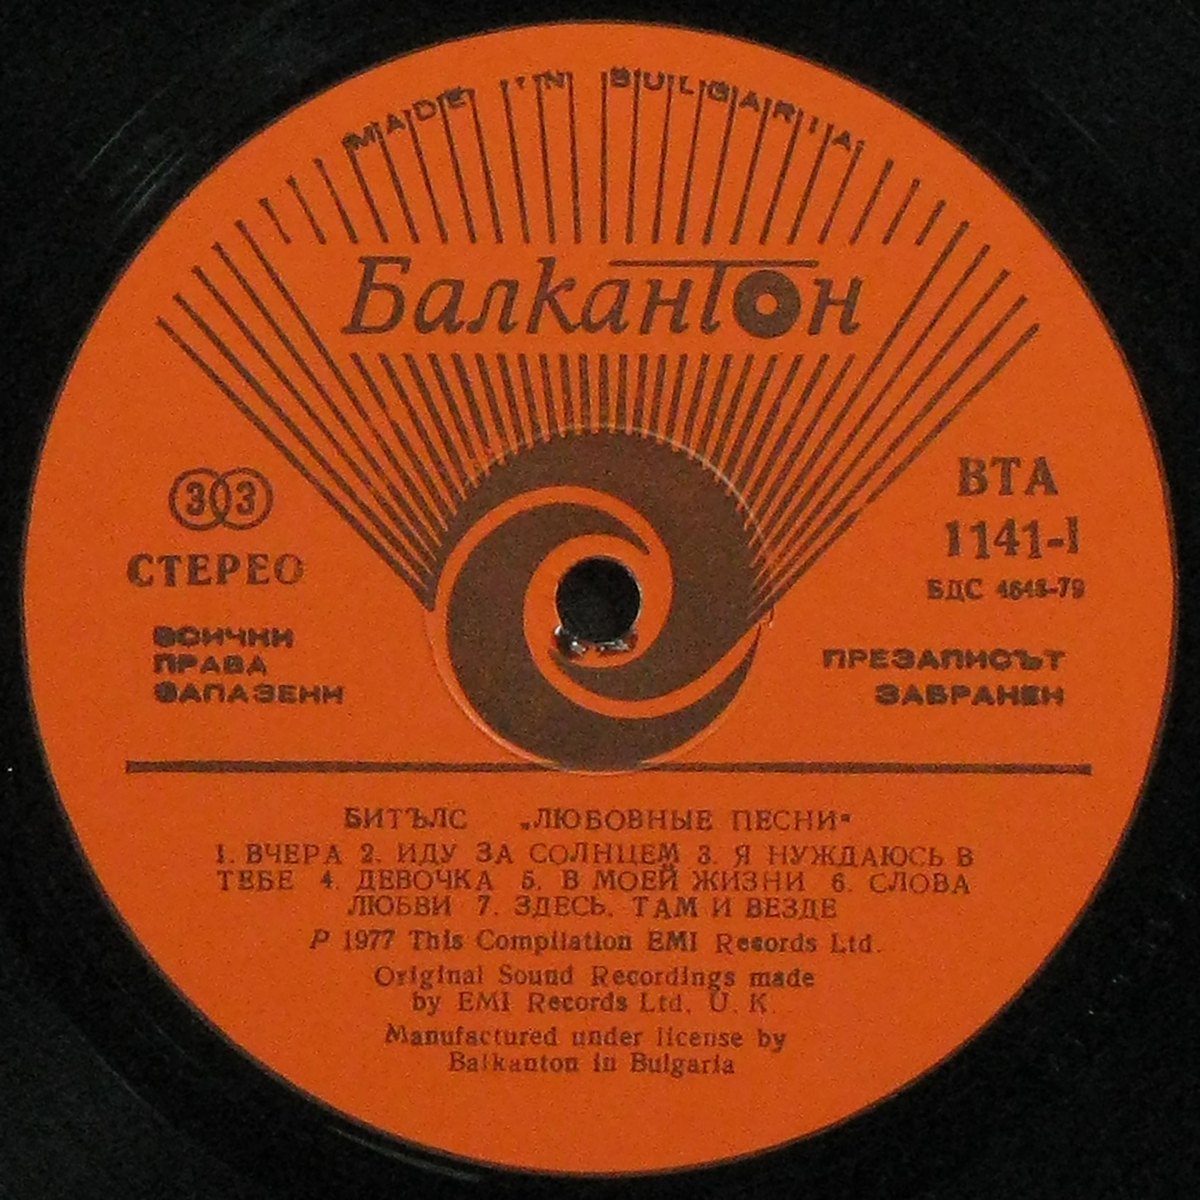 MADE IN BULGARIA
Балкантон
33
СТЕРЕО
ВСИЧКИ
ПРАВА
ЗАПАЗЕНИ
ВТА
1141-I
БДС 4648-79
ПРЕЗАПИСЪТ
ЗАБРАНЕН
БИТЪЛС „ЛЮБОВНЫЕ ПЕСНИ"
1. ВЧЕРА 2. ИДУ ЗА СОЛНЦЕМ 3. Я НУЖДАЮСЬ В
ТЕБЕ 4. ДЕВОЧКА 5. В МОЕЙ ЖИЗНИ 6. СЛОВА
ЛЮБВИ 7. ЗДЕСЬ, ТАМ И ВЕЗДЕ
P 1977 This Compilation EMI Records Ltd.
Original Sound Recordings made
by EMI Records Ltd. U. K.
Manufactured under license by
Balkanton in Bulgaria